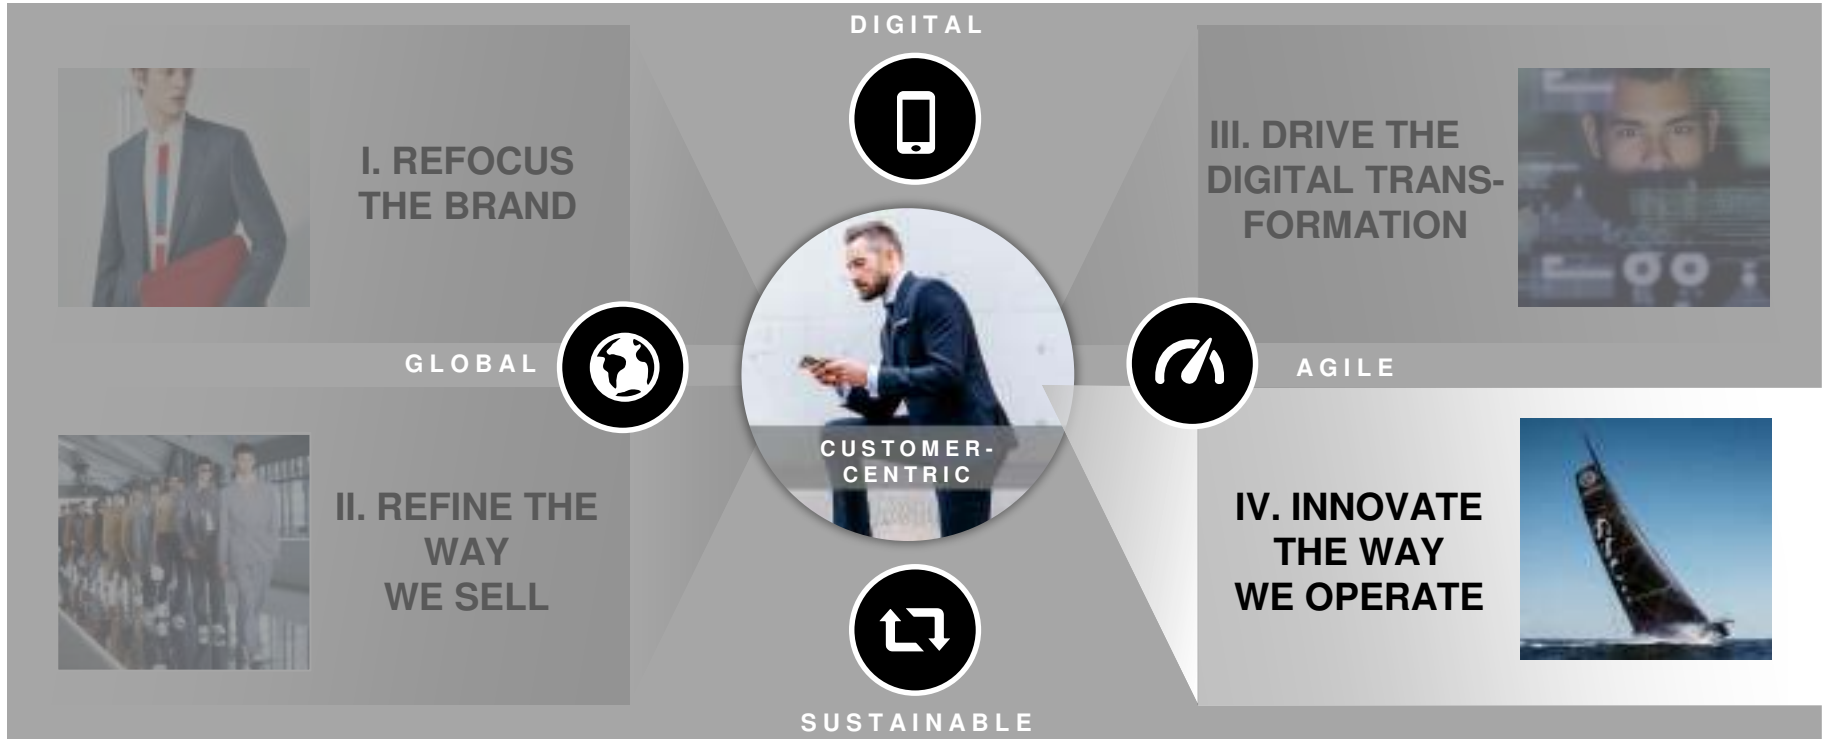 DIGITAL
I. REFOCUS
THE BRAND
III. DRIVE THE
DIGITAL TRANS-
FORMATION
GLOBAL
AGILE
CUSTOMER-
CENTRIC
II. REFINE THE
WAY
WE SELL
IV. INNOVATE
THE WAY
WE OPERATE
SUSTAINABLE